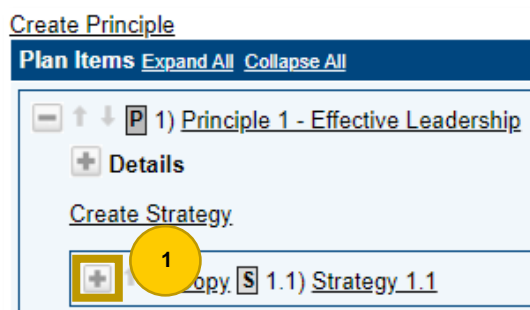 Create Principle
Plan Items Expand All Collapse All
P 1) Principle 1 - Effective Leadership
Details
Create Strategy
1
opy S 1.1) Strategy 1.1